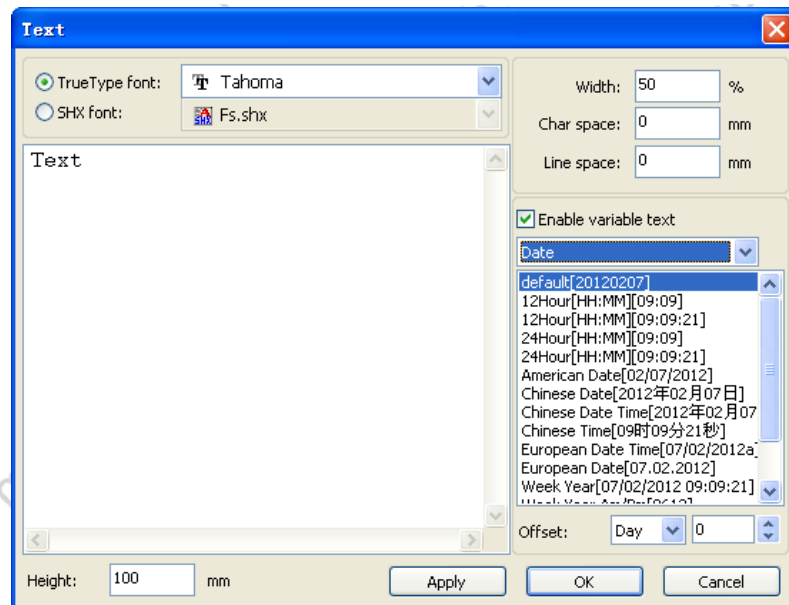 Text
TrueType font:
Tahoma
SHX font:
Fs.shx
Text
Width: 50 %
Char space: 0 mm
Line space: 0 mm
Enable variable text
Date
default[20120207]
12Hour[HH:MM][09:09]
12Hour[HH:MM][09:09:21]
24Hour[HH:MM][09:09]
24Hour[HH:MM][09:09:21]
American Date[02/07/2012]
Chinese Date[2012年02月07日]
Chinese Date Time[2012年02月07
Chinese Time[09时09分21秒]
European Date Time[07/02/2012a]
European Date[07.02.2012]
Week Year[07/02/2012 09:09:21]
Offset: Day 0
Height: 100 mm
Apply
OK
Cancel